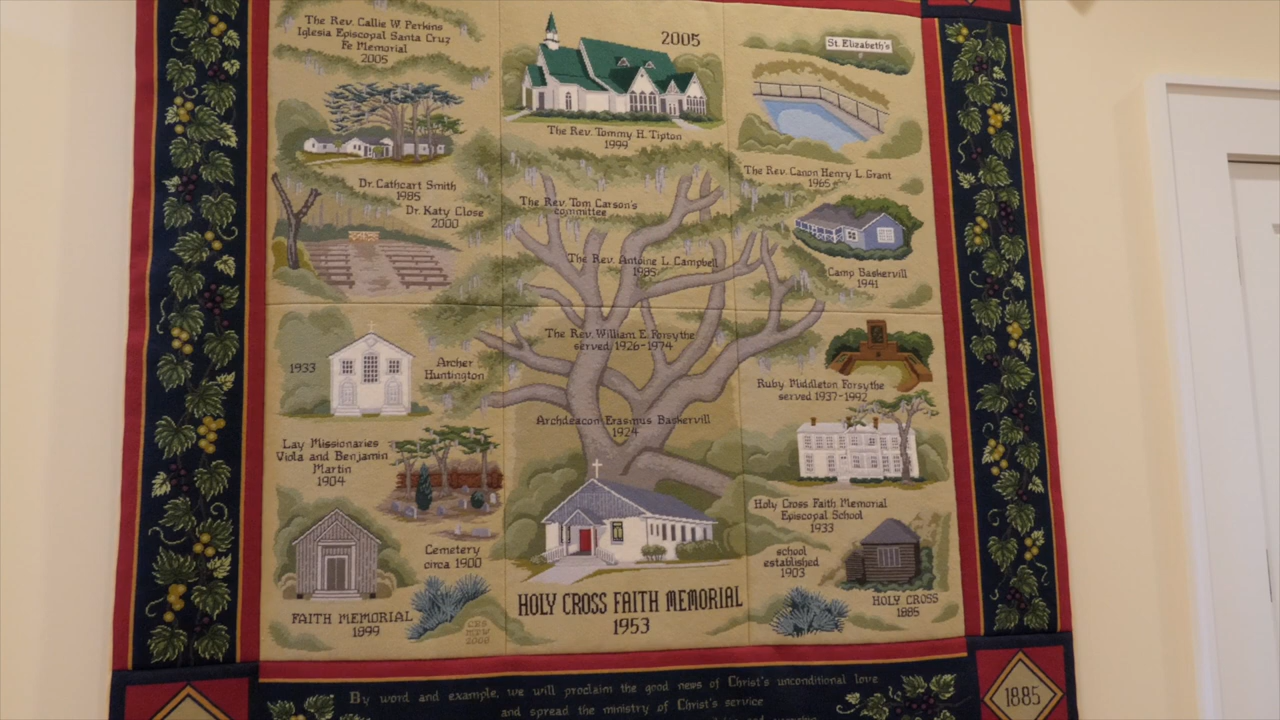 The Rev. Callie W. Perkins
Iglesia Episcopal Santa Cruz
Fe Memorial
2005
2005
St. Elizabeth's
The Rev. Tommy H. Tipton
1999
The Rev. Canon Henry L. Grant
1965
Dr. Cathcart Smith
1985
Dr. Katy Close
2000
The Rev. Tom Carson's
committee
The Rev. Antoine L. Campbell
1985
Camp Baskervill
1941
The Rev. William E. Forsythe
served 1926-1974
1933
Archer
Huntington
Ruby Middleton Forsythe
served 1937-1992
Archdeacon Erasmus Baskervill
1924
Lay Missionaries
Viola and Benjamin
Martin
1904
Holy Cross Faith Memorial
Episcopal School
1933
Cemetery
circa 1900
school
established
1903
HOLY CROSS
1885
FAITH MEMORIAL
1899
HOLY CROSS FAITH MEMORIAL
1953
By word and example, we will proclaim the good news of Christ's unconditional love
and spread the ministry of Christ's service
1885